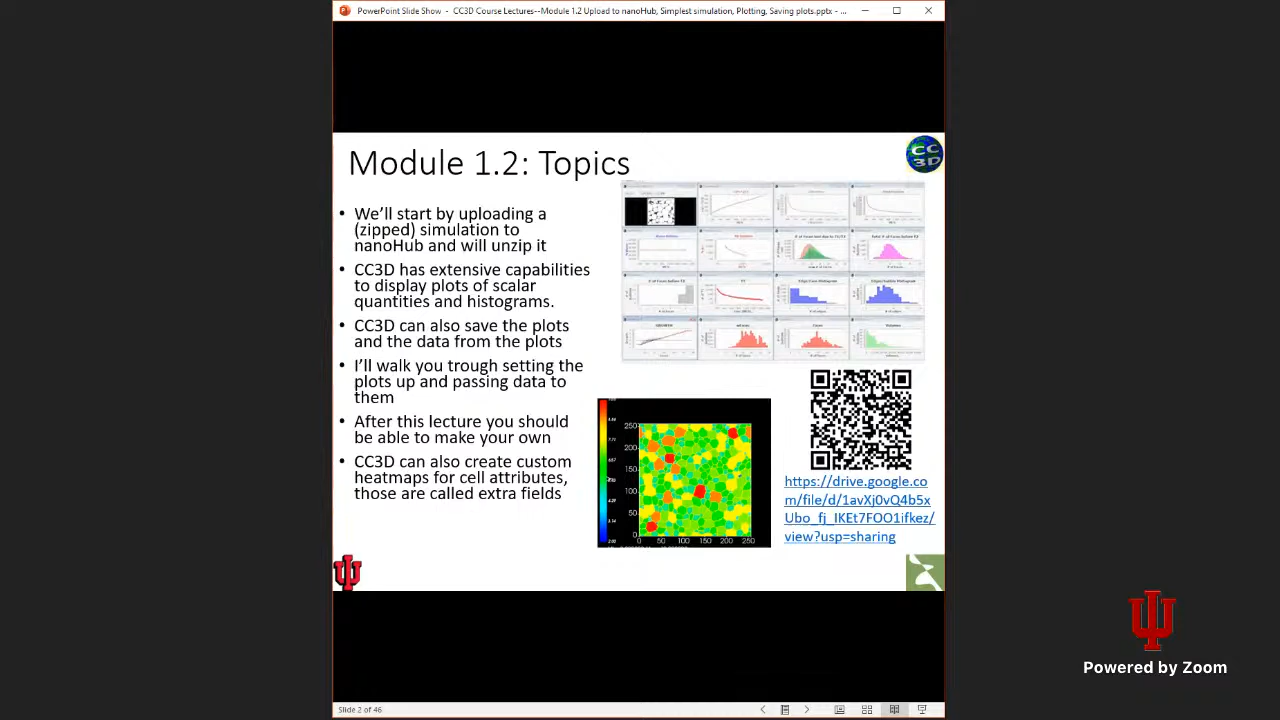 PowerPoint Slide Show - CC3D Course Lectures--Module 1.2 Upload to nanoHub, Simplest simulation, Plotting, Saving plots.pptx - ...
Module 1.2: Topics
CC
3D
• We'll start by uploading a
(zipped) simulation to
nanoHub and will unzip it
• CC3D has extensive capabilities
to display plots of scalar
quantities and histograms.
• CC3D can also save the plots
and the data from the plots
• I'll walk you trough setting the
plots up and passing data to
them
• After this lecture you should
be able to make your own
• CC3D can also create custom
heatmaps for cell attributes,
those are called extra fields
250
200
150
100
50
0
0 50 100 150 200 250
https://drive.google.co
m/file/d/1avXj0vQ4b5x
Ubo_fj_IKEt7FOO1ifkez/
view?usp=sharing
Powered by Zoom
Slide 2 of 46